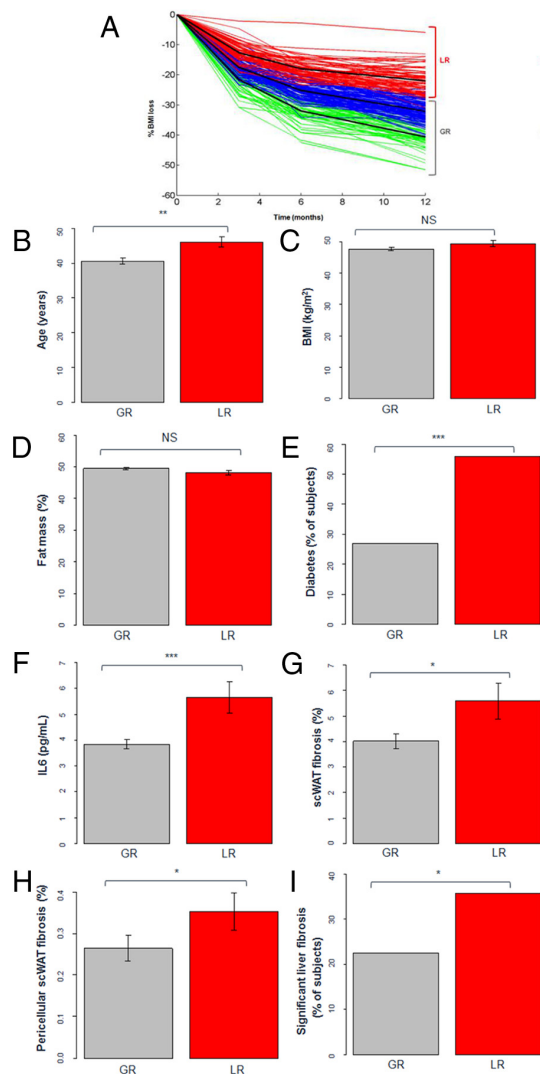 A
0
-10
-20
-30
-40
-50
-60
% BMI loss
0 2 4 6 8 10 12
Time (months)
LR
GR
B
**
Age (years)
0 10 20 30 40 50
GR LR
C
NS
BMI (kg/m²)
0 10 20 30 40 50
GR LR
D
NS
Fat mass (%)
0 10 20 30 40 50 60
GR LR
E
***
Diabetes (% of subjects)
0 10 20 30 40 50 60
GR LR
F
***
IL6 (pg/mL)
0 1 2 3 4 5 6 7
GR LR
G
*
scWAT fibrosis (%)
0 1 2 3 4 5 6 7
GR LR
H
*
Pericellular scWAT fibrosis (%)
0.0 0.1 0.2 0.3 0.4
GR LR
I
*
Significant liver fibrosis
(% of subjects)
0 10 20 30 40
GR LR